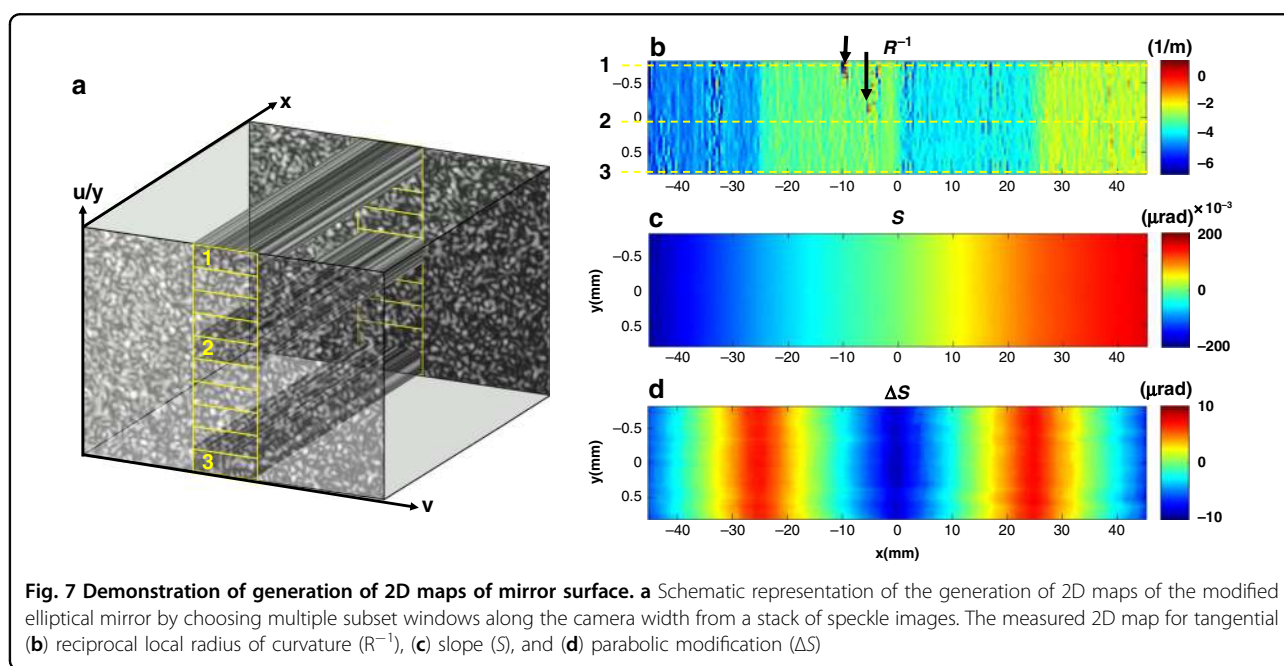 a
x
u/y
1
2
3
v
b
R⁻¹
(1/m)
1
2
3
−0.5
0
0.5
0
−2
−4
−6
−40 −30 −20 −10 0 10 20 30 40
c
S
(μrad)
×10⁻³
y(mm)
−0.5
0
0.5
200
0
−200
−40 −30 −20 −10 0 10 20 30 40
d
ΔS
(μrad)
y(mm)
−0.5
0
0.5
10
0
−10
−40 −30 −20 −10 0 10 20 30 40
x(mm)
Fig. 7 Demonstration of generation of 2D maps of mirror surface. a Schematic representation of the generation of 2D maps of the modified
elliptical mirror by choosing multiple subset windows along the camera width from a stack of speckle images. The measured 2D map for tangential
(b) reciprocal local radius of curvature (R⁻¹), (c) slope (S), and (d) parabolic modification (ΔS)